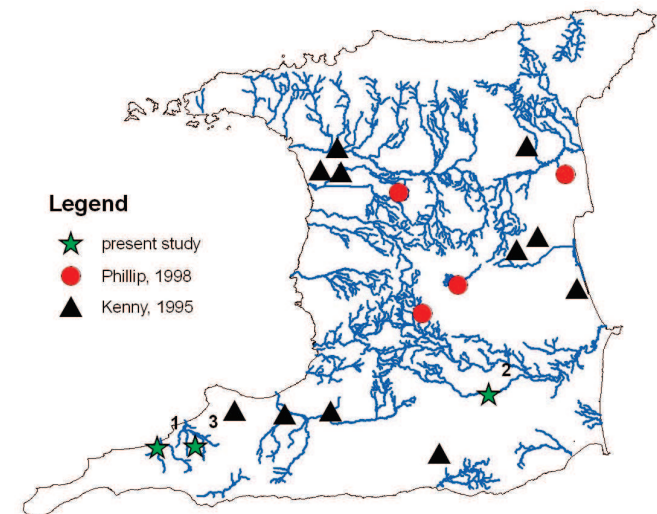 Legend
present study
Phillip, 1998
Kenny, 1995
2
1
3